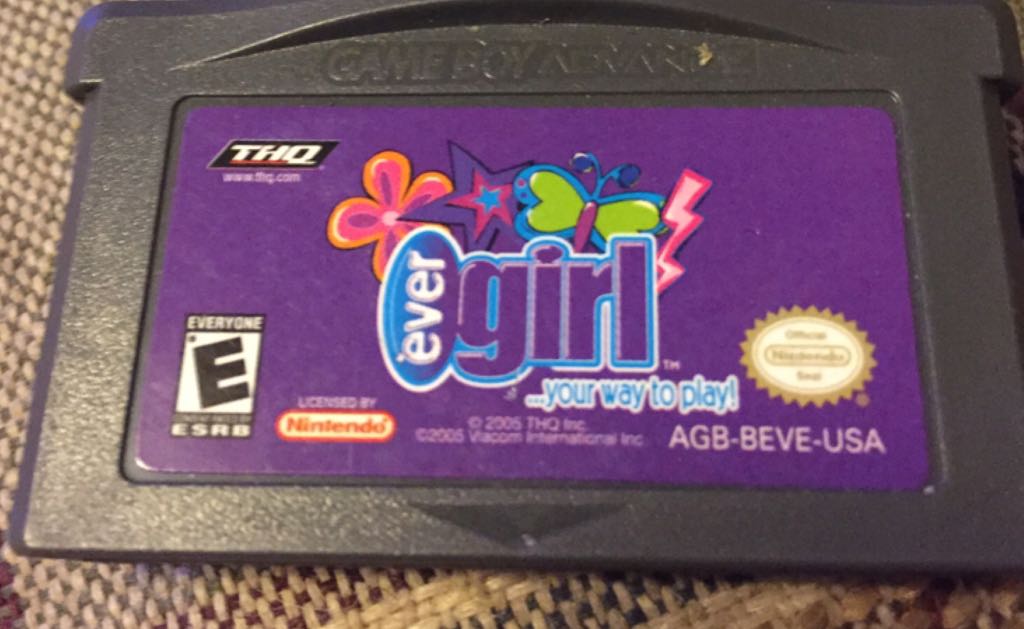 GAME BOY ADVANCE
THQ
www.thq.com
ever
girl
™
...your way to play!
EVERYONE
E
ESRB
LICENSED BY
Nintendo
© 2005 THQ Inc.
©2005 Viacom International Inc
Official
Nintendo
Seal
®
AGB-BEVE-USA